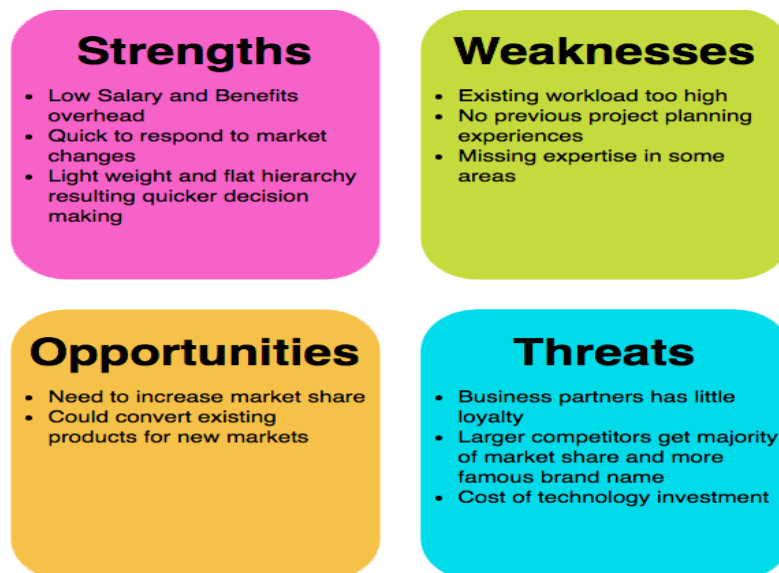 Strengths
• Low Salary and Benefits
overhead
• Quick to respond to market
changes
• Light weight and flat hierarchy
resulting quicker decision
making
Weaknesses
• Existing workload too high
• No previous project planning
experiences
• Missing expertise in some
areas
Opportunities
• Need to increase market share
• Could convert existing
products for new markets
Threats
• Business partners has little
loyalty
• Larger competitors get majority
of market share and more
famous brand name
• Cost of technology investment